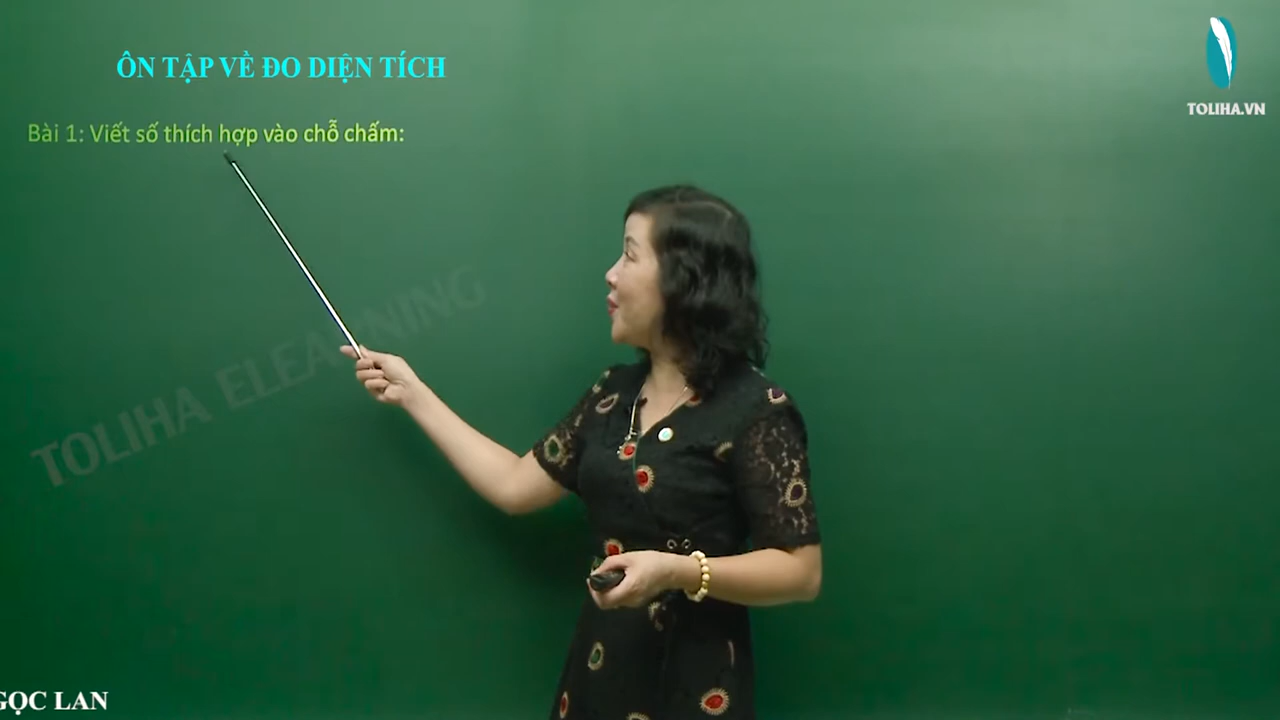 ÔN TẬP VỀ ĐO DIỆN TÍCH
TOLIHA.VN
Bài 1: Viết số thích hợp vào chỗ chấm:
TOLIHA ELEARNING
LAN